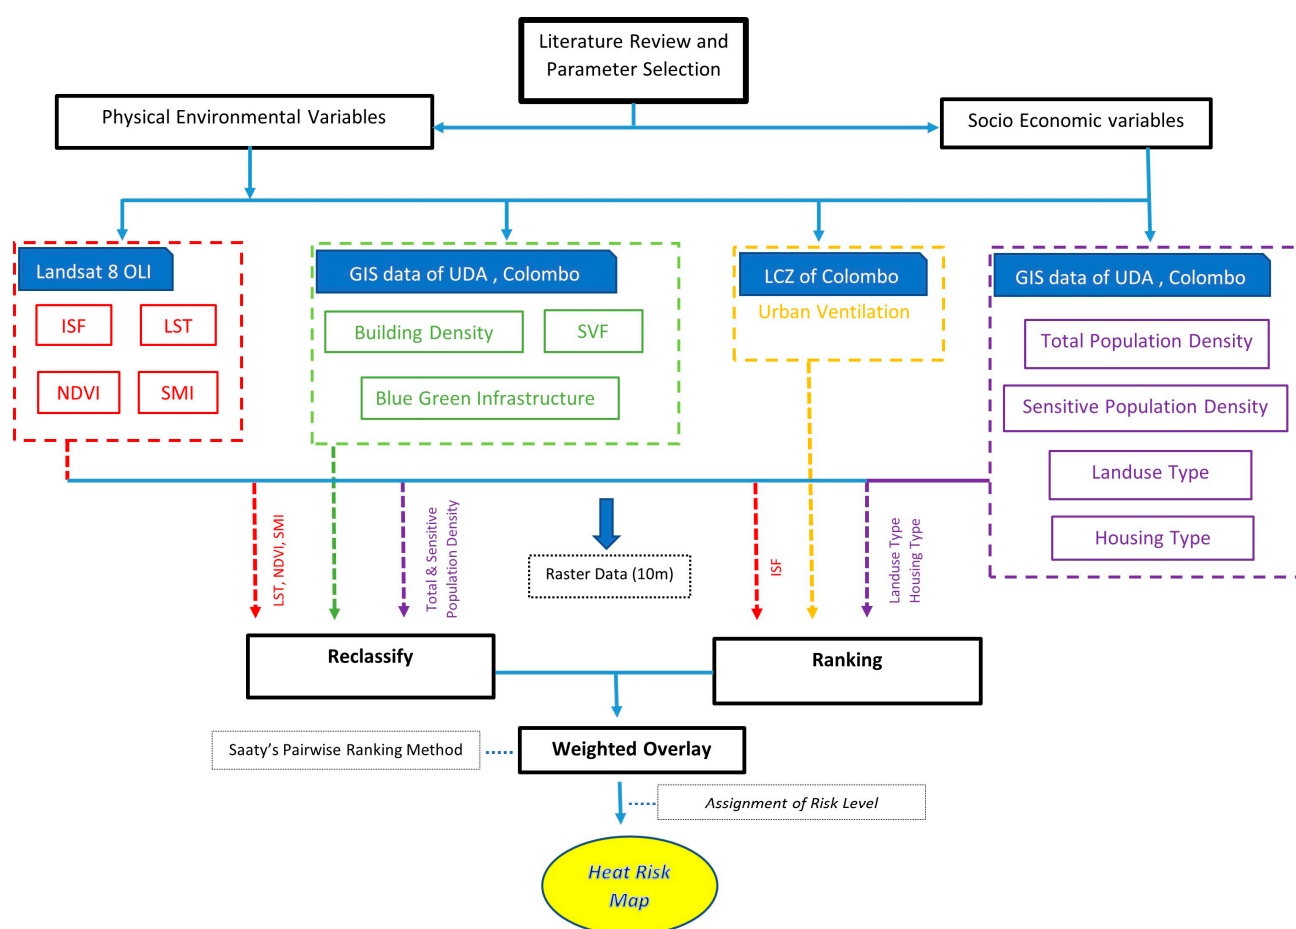 Literature Review and
Parameter Selection
Physical Environmental Variables
Socio Economic variables
Landsat 8 OLI
ISF
LST
NDVI
SMI
GIS data of UDA , Colombo
Building Density
SVF
Blue Green Infrastructure
LCZ of Colombo
Urban Ventilation
GIS data of UDA , Colombo
Total Population Density
Sensitive Population Density
Landuse Type
Housing Type
LST, NDVI, SMI
Total & Sensitive
Population Density
Raster Data (10m)
ISF
Landuse Type
Housing Type
Reclassify
Ranking
Saaty’s Pairwise Ranking Method
Weighted Overlay
Assignment of Risk Level
Heat Risk
Map